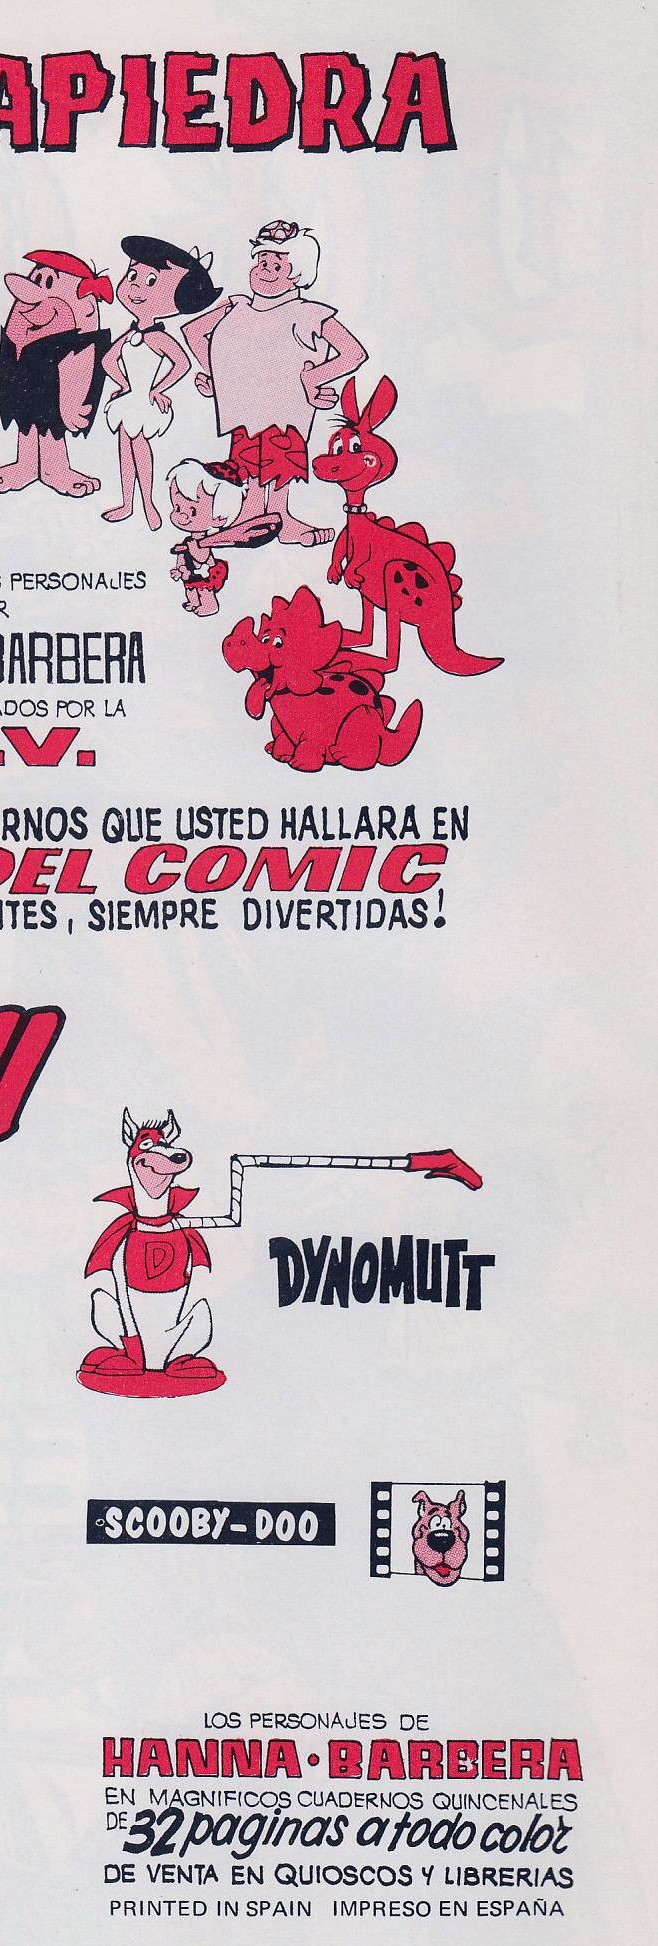 APIEDRA
PERSONAJES
R
BARBERA
ADOS POR LA
.V.
RNOS QUE USTED HALLARA EN
DEL COMIC
NTES, SIEMPRE DIVERTIDAS!
D
DYNOMUTT
SCOOBY-DOO
LOS PERSONAJES DE
HANNA·BARBERA
EN MAGNIFICOS CUADERNOS QUINCENALES
DE 32 paginas a todo color
DE VENTA EN QUIOSCOS Y LIBRERIAS
PRINTED IN SPAIN IMPRESO EN ESPAÑA